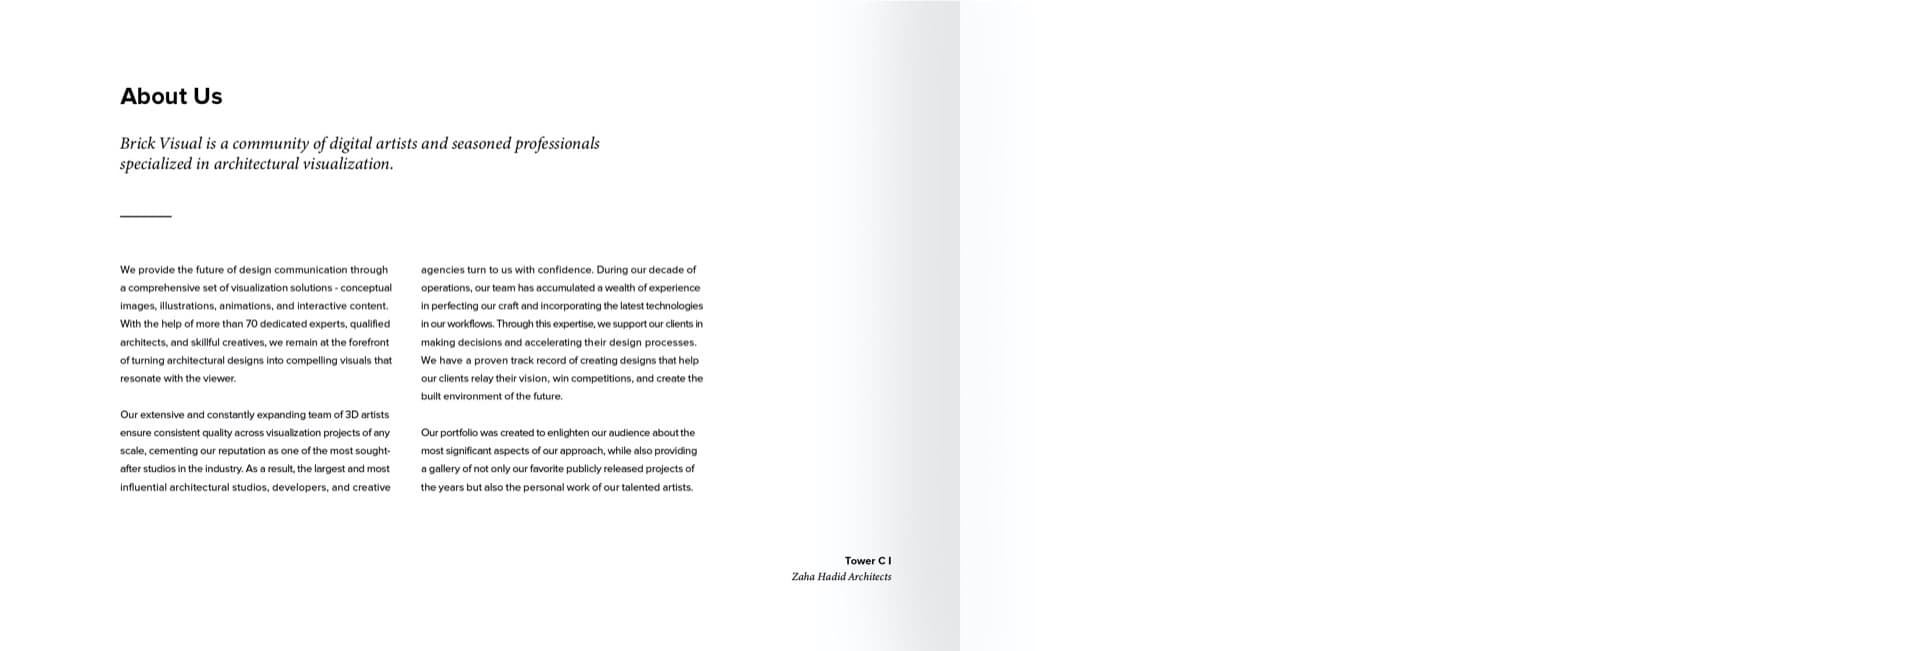 About Us
Brick Visual is a community of digital artists and seasoned professionals
specialized in architectural visualization.
We provide the future of design communication through
a comprehensive set of visualization solutions - conceptual
images, illustrations, animations, and interactive content.
With the help of more than 70 dedicated experts, qualified
architects, and skillful creatives, we remain at the forefront
of turning architectural designs into compelling visuals that
resonate with the viewer.
Our extensive and constantly expanding team of 3D artists
ensure consistent quality across visualization projects of any
scale, cementing our reputation as one of the most sought-
after studios in the industry. As a result, the largest and most
influential architectural studios, developers, and creative
agencies turn to us with confidence. During our decade of
operations, our team has accumulated a wealth of experience
in perfecting our craft and incorporating the latest technologies
in our workflows. Through this expertise, we support our clients in
making decisions and accelerating their design processes.
We have a proven track record of creating designs that help
our clients relay their vision, win competitions, and create the
built environment of the future.
Our portfolio was created to enlighten our audience about the
most significant aspects of our approach, while also providing
a gallery of not only our favorite publicly released projects of
the years but also the personal work of our talented artists.
Tower C I
Zaha Hadid Architects